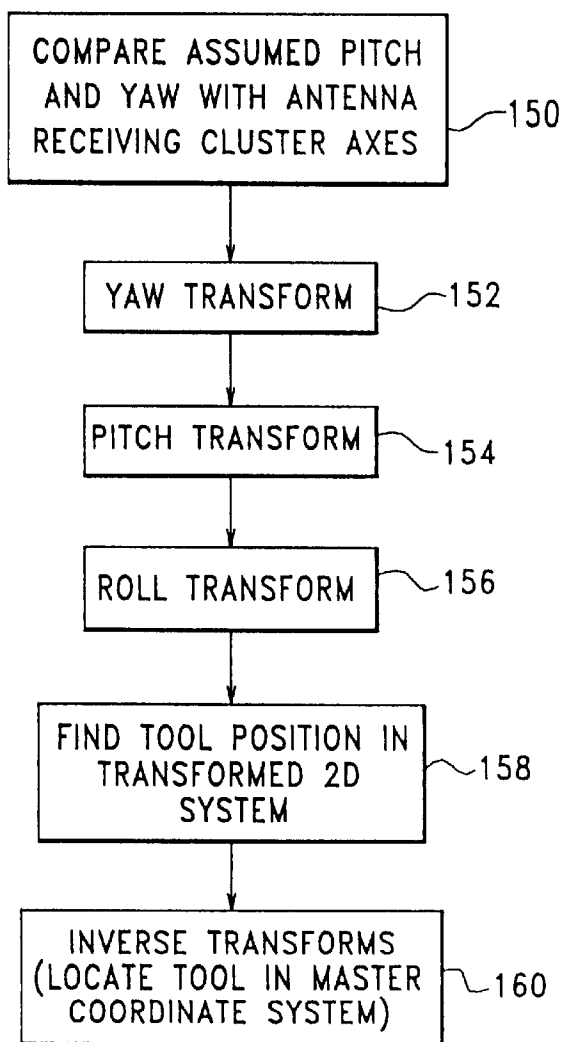 COMPARE ASSUMED PITCH
AND YAW WITH ANTENNA
RECEIVING CLUSTER AXES
150
YAW TRANSFORM
152
PITCH TRANSFORM
154
ROLL TRANSFORM
156
FIND TOOL POSITION IN
TRANSFORMED 2D
SYSTEM
158
INVERSE TRANSFORMS
(LOCATE TOOL IN MASTER
COORDINATE SYSTEM)
160